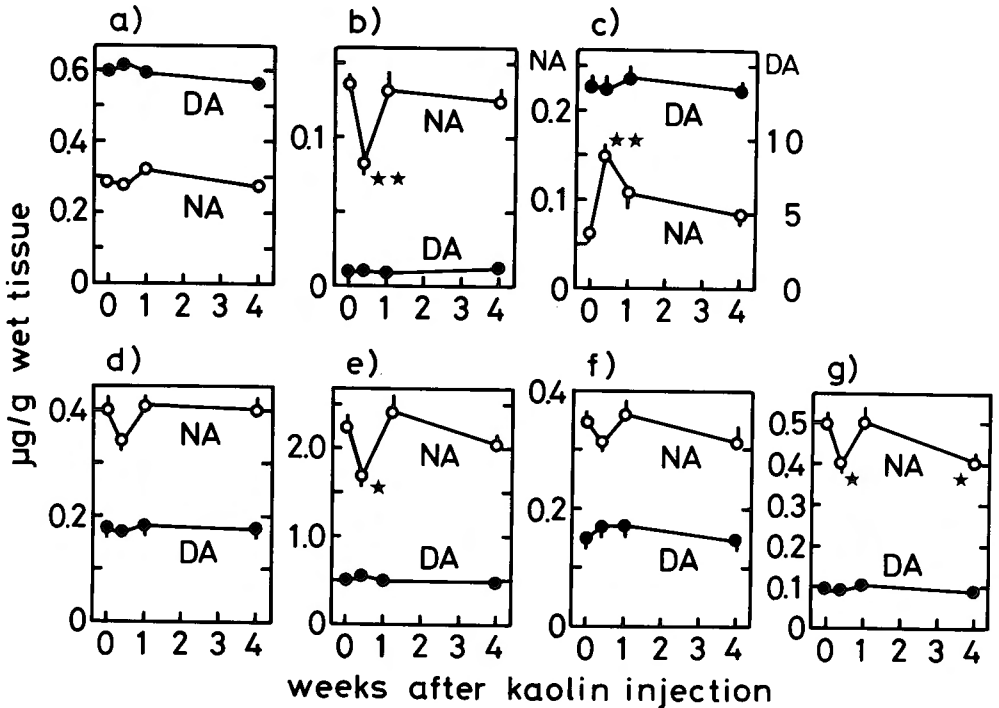 a)
b)
c)
0.6
0.4
0.2
0
DA
NA
0 1 2 3 4
0.1
0
NA
★★
DA
0 1 2 3 4
NA
DA
0.2
0.1
0
DA
★★
NA
10
5
0
0 1 2 3 4
µg/g wet tissue
d)
e)
f)
g)
0.4
0.2
0
NA
DA
0 1 2 3 4
2.0
1.0
0
NA
★
DA
0 1 2 3 4
0.4
0.2
0
NA
DA
0 1 2 3 4
0.5
0.4
0.3
0.2
0.1
0
NA
★ ★
DA
0 1 2 3 4
weeks after kaolin injection